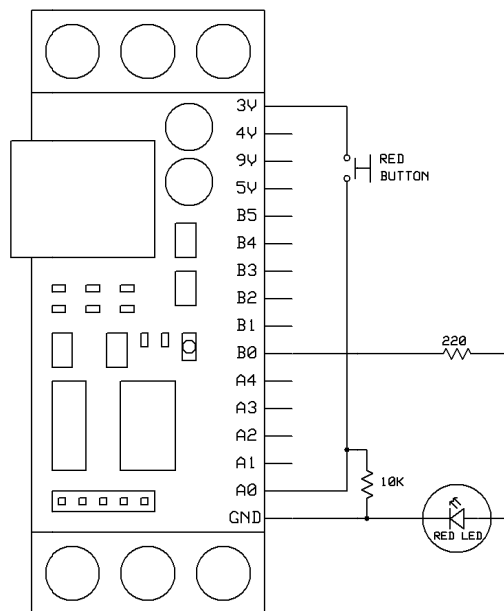 3V
4V
9V
5V
RED
BUTTON
B5
B4
B3
B2
B1
B0
220
A4
A3
A2
A1
10K
A0
GND
RED LED